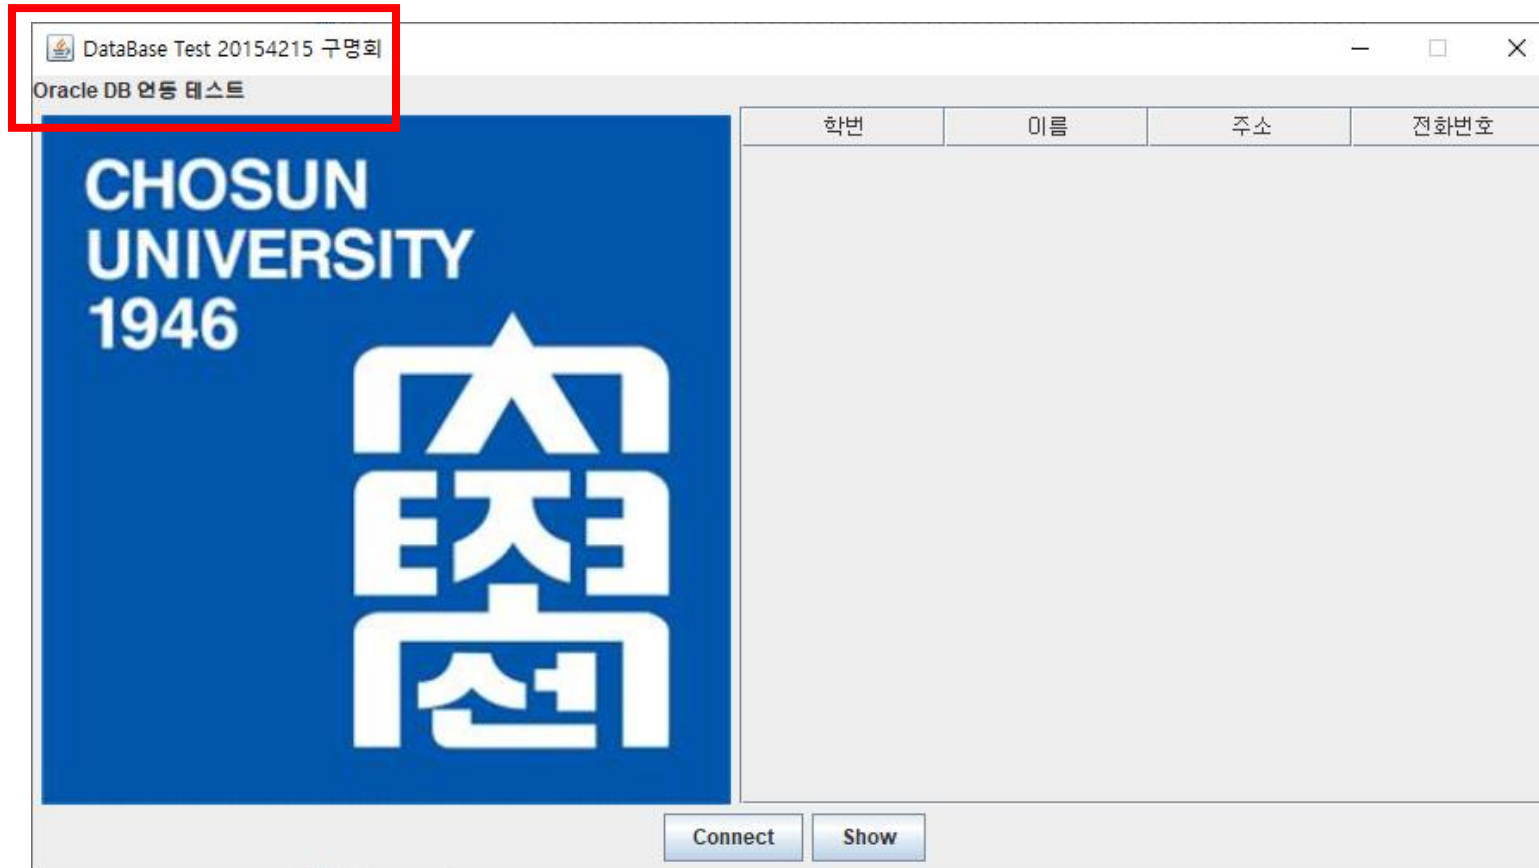 DataBase Test 20154215 구명회
Oracle DB 연동 테스트
학번 이름 주소 전화번호
CHOSUN
UNIVERSITY
1946
Connect Show